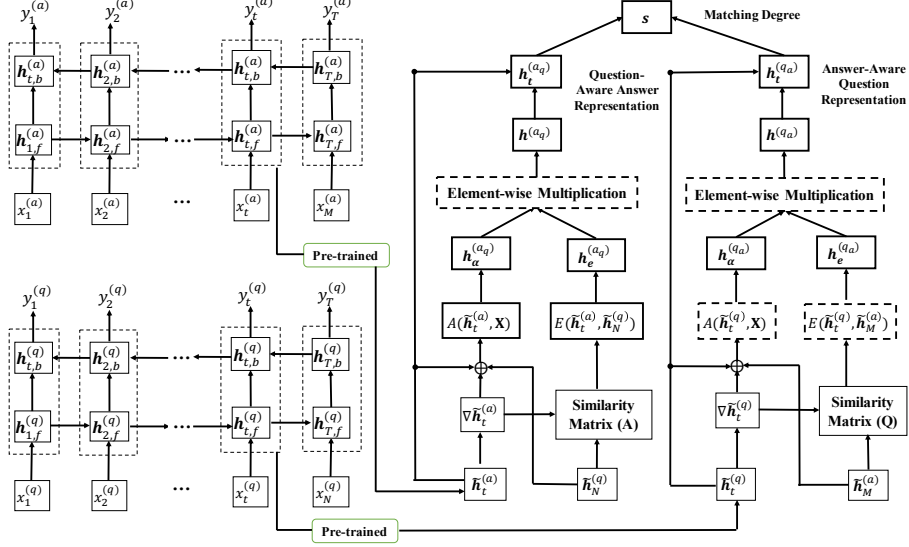 y_1^{(a)} y_2^{(a)} y_t^{(a)} y_T^{(a)}
h_{t,b}^{(a)} h_{2,b}^{(a)} ... h_{t,b}^{(a)} h_{T,b}^{(a)}
h_{1,f}^{(a)} h_{2,f}^{(a)} ... h_{t,f}^{(a)} h_{T,f}^{(a)}
x_1^{(a)} x_2^{(a)} ... x_t^{(a)} x_M^{(a)}
Pre-trained
y_1^{(q)} y_2^{(q)} y_t^{(q)} y_T^{(q)}
h_{t,b}^{(q)} h_{2,b}^{(q)} ... h_{t,b}^{(q)} h_{T,b}^{(q)}
h_{1,f}^{(q)} h_{2,f}^{(q)} ... h_{t,f}^{(q)} h_{T,f}^{(q)}
x_1^{(q)} x_2^{(q)} ... x_t^{(q)} x_N^{(q)}
Pre-trained
s
Matching Degree
h_t^{(a_q)}
Question-
Aware Answer
Representation
h^{(a_q)}
Element-wise Multiplication
h_α^{(a_q)} h_e^{(a_q)}
A(h̃_t^{(a)}, X) E(h̃_t^{(a)}, h̃_N^{(q)})
⊕
∇h̃_t^{(a)}
Similarity
Matrix (A)
h̃_t^{(a)} h̃_N^{(q)}
h_t^{(q_a)}
Answer-Aware
Question
Representation
h^{(q_a)}
Element-wise Multiplication
h_α^{(q_a)} h_e^{(q_a)}
A(h̃_t^{(q)}, X) E(h̃_t^{(q)}, h̃_M^{(a)})
⊕
∇h̃_t^{(q)}
Similarity
Matrix (Q)
h̃_t^{(q)} h̃_M^{(a)}